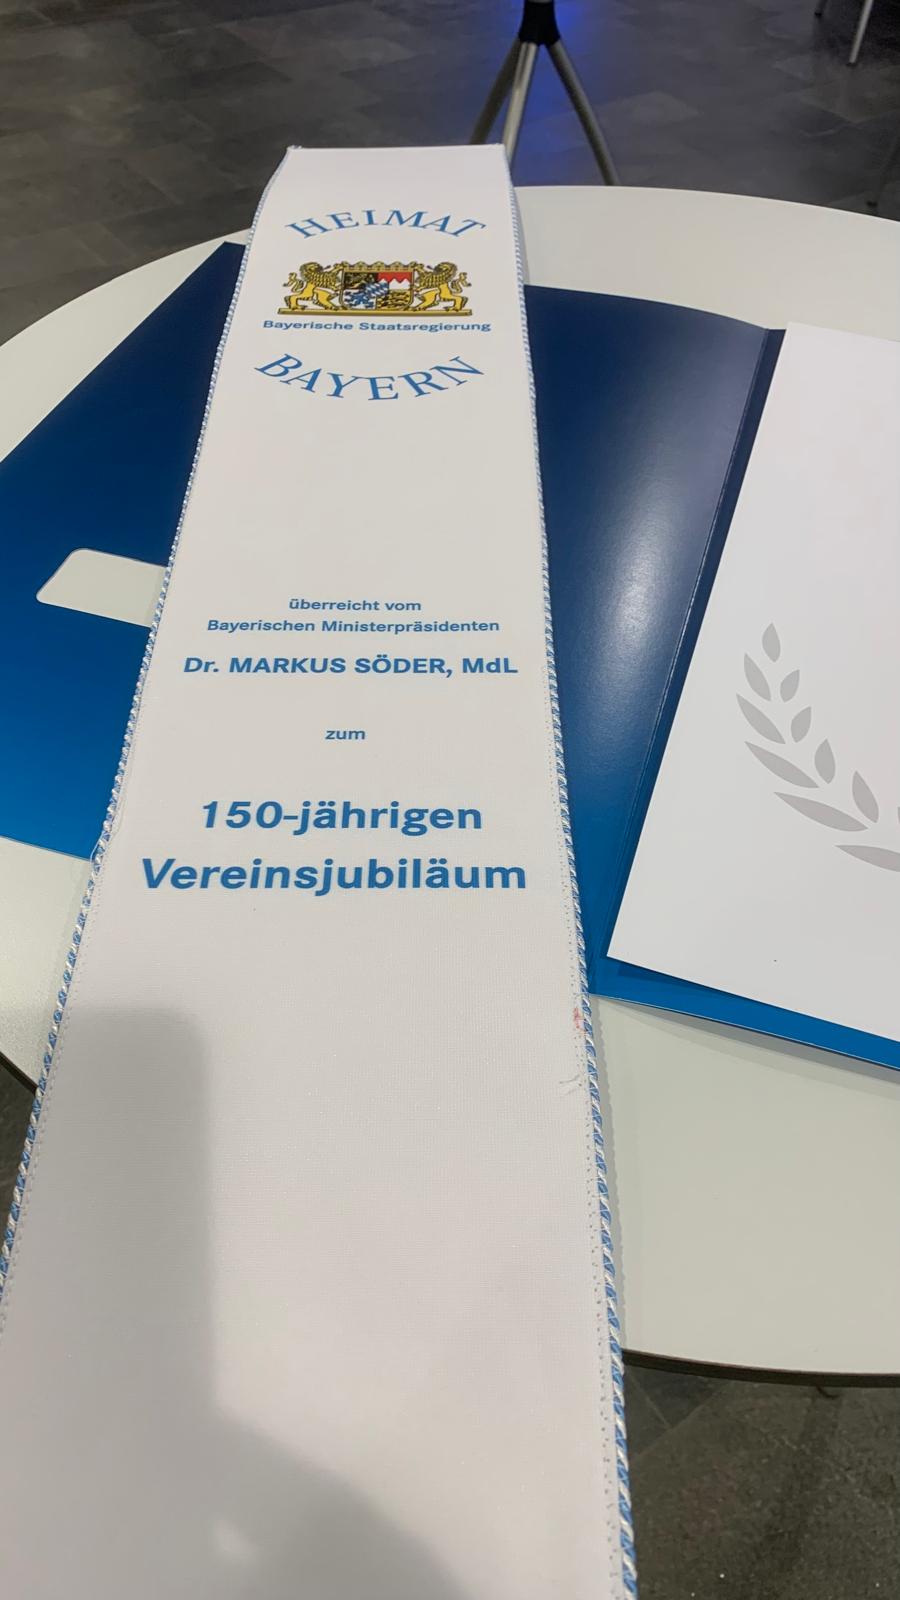 HEIMAT
Bayerische Staatsregierung
BAYERN
überreicht vom
Bayerischen Ministerpräsidenten
Dr. MARKUS SÖDER, MdL
zum
150-jährigen
Vereinsjubiläum